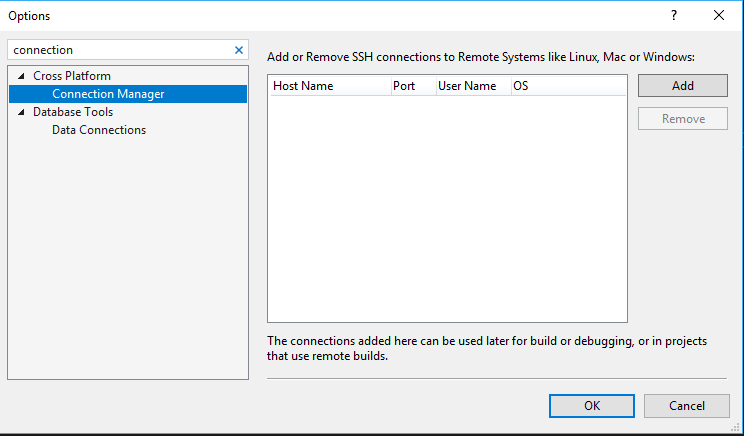 Options
?
connection
Cross Platform
Connection Manager
Database Tools
Data Connections
Add or Remove SSH connections to Remote Systems like Linux, Mac or Windows:
Host Name Port User Name OS
Add
Remove
The connections added here can be used later for build or debugging, or in projects
that use remote builds.
OK Cancel